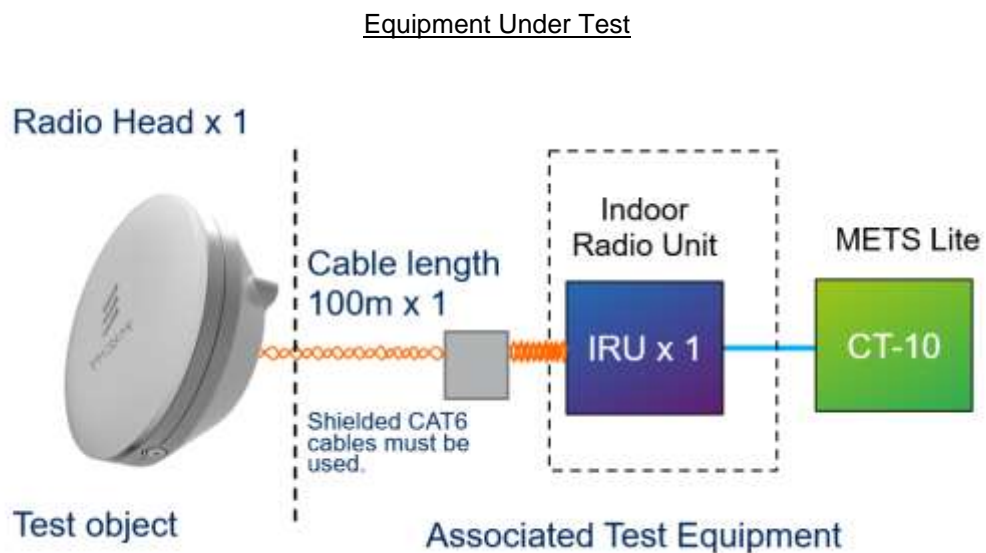 Equipment Under Test
Radio Head x 1
Cable length
100m x 1
Shielded CAT6
cables must be
used.
Indoor
Radio Unit
IRU x 1
METS Lite
CT-10
Test object
Associated Test Equipment